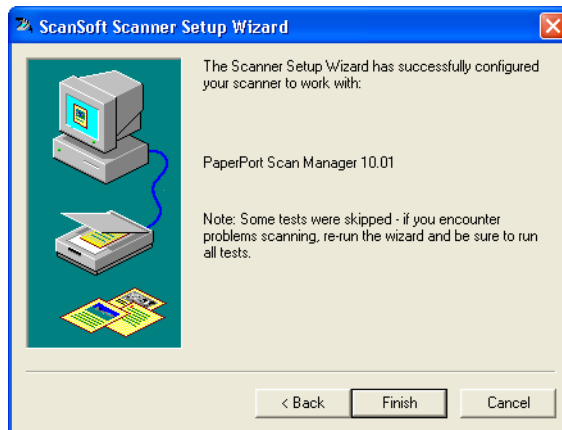 ScanSoft Scanner Setup Wizard
The Scanner Setup Wizard has successfully configured
your scanner to work with:
PaperPort Scan Manager 10.01
Note: Some tests were skipped - if you encounter
problems scanning, re-run the wizard and be sure to run
all tests.
< Back Finish Cancel